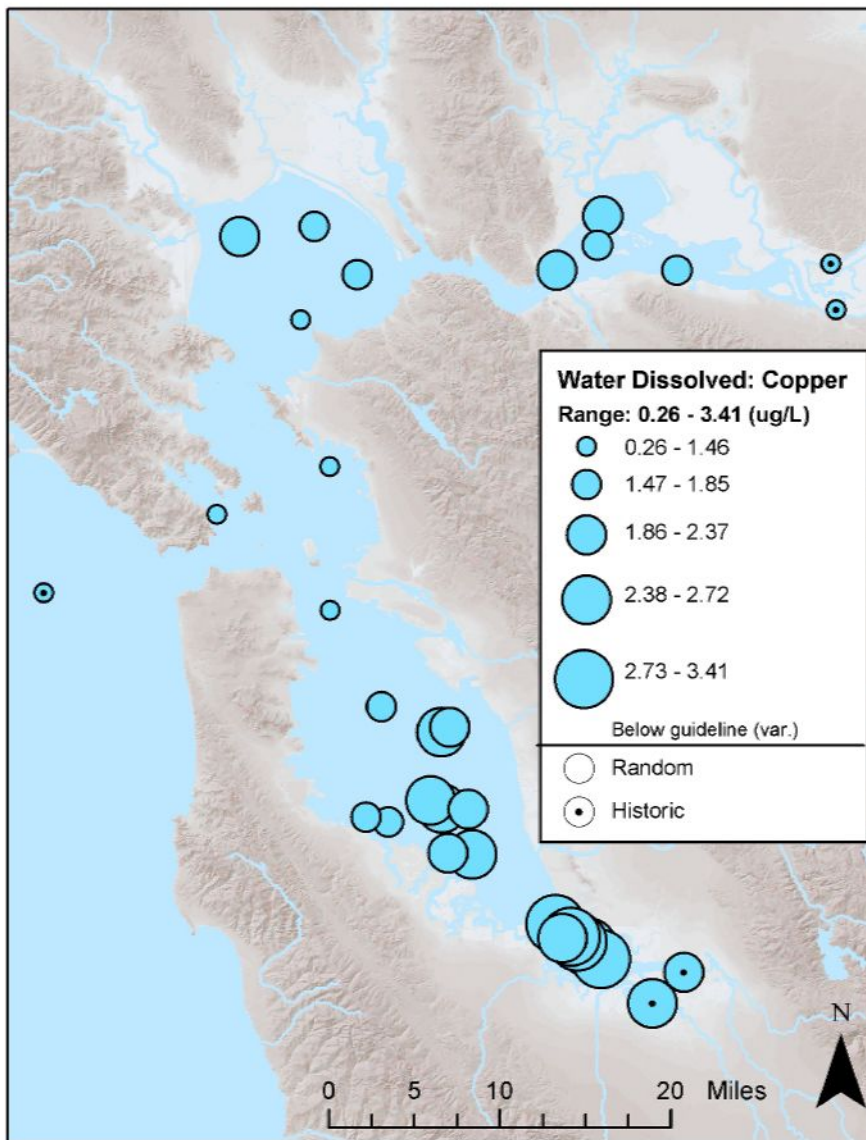 Water Dissolved: Copper
Range: 0.26 - 3.41 (ug/L)
0.26 - 1.46
1.47 - 1.85
1.86 - 2.37
2.38 - 2.72
2.73 - 3.41
Below guideline (var.)
Random
Historic
N
0 5 10 20 Miles